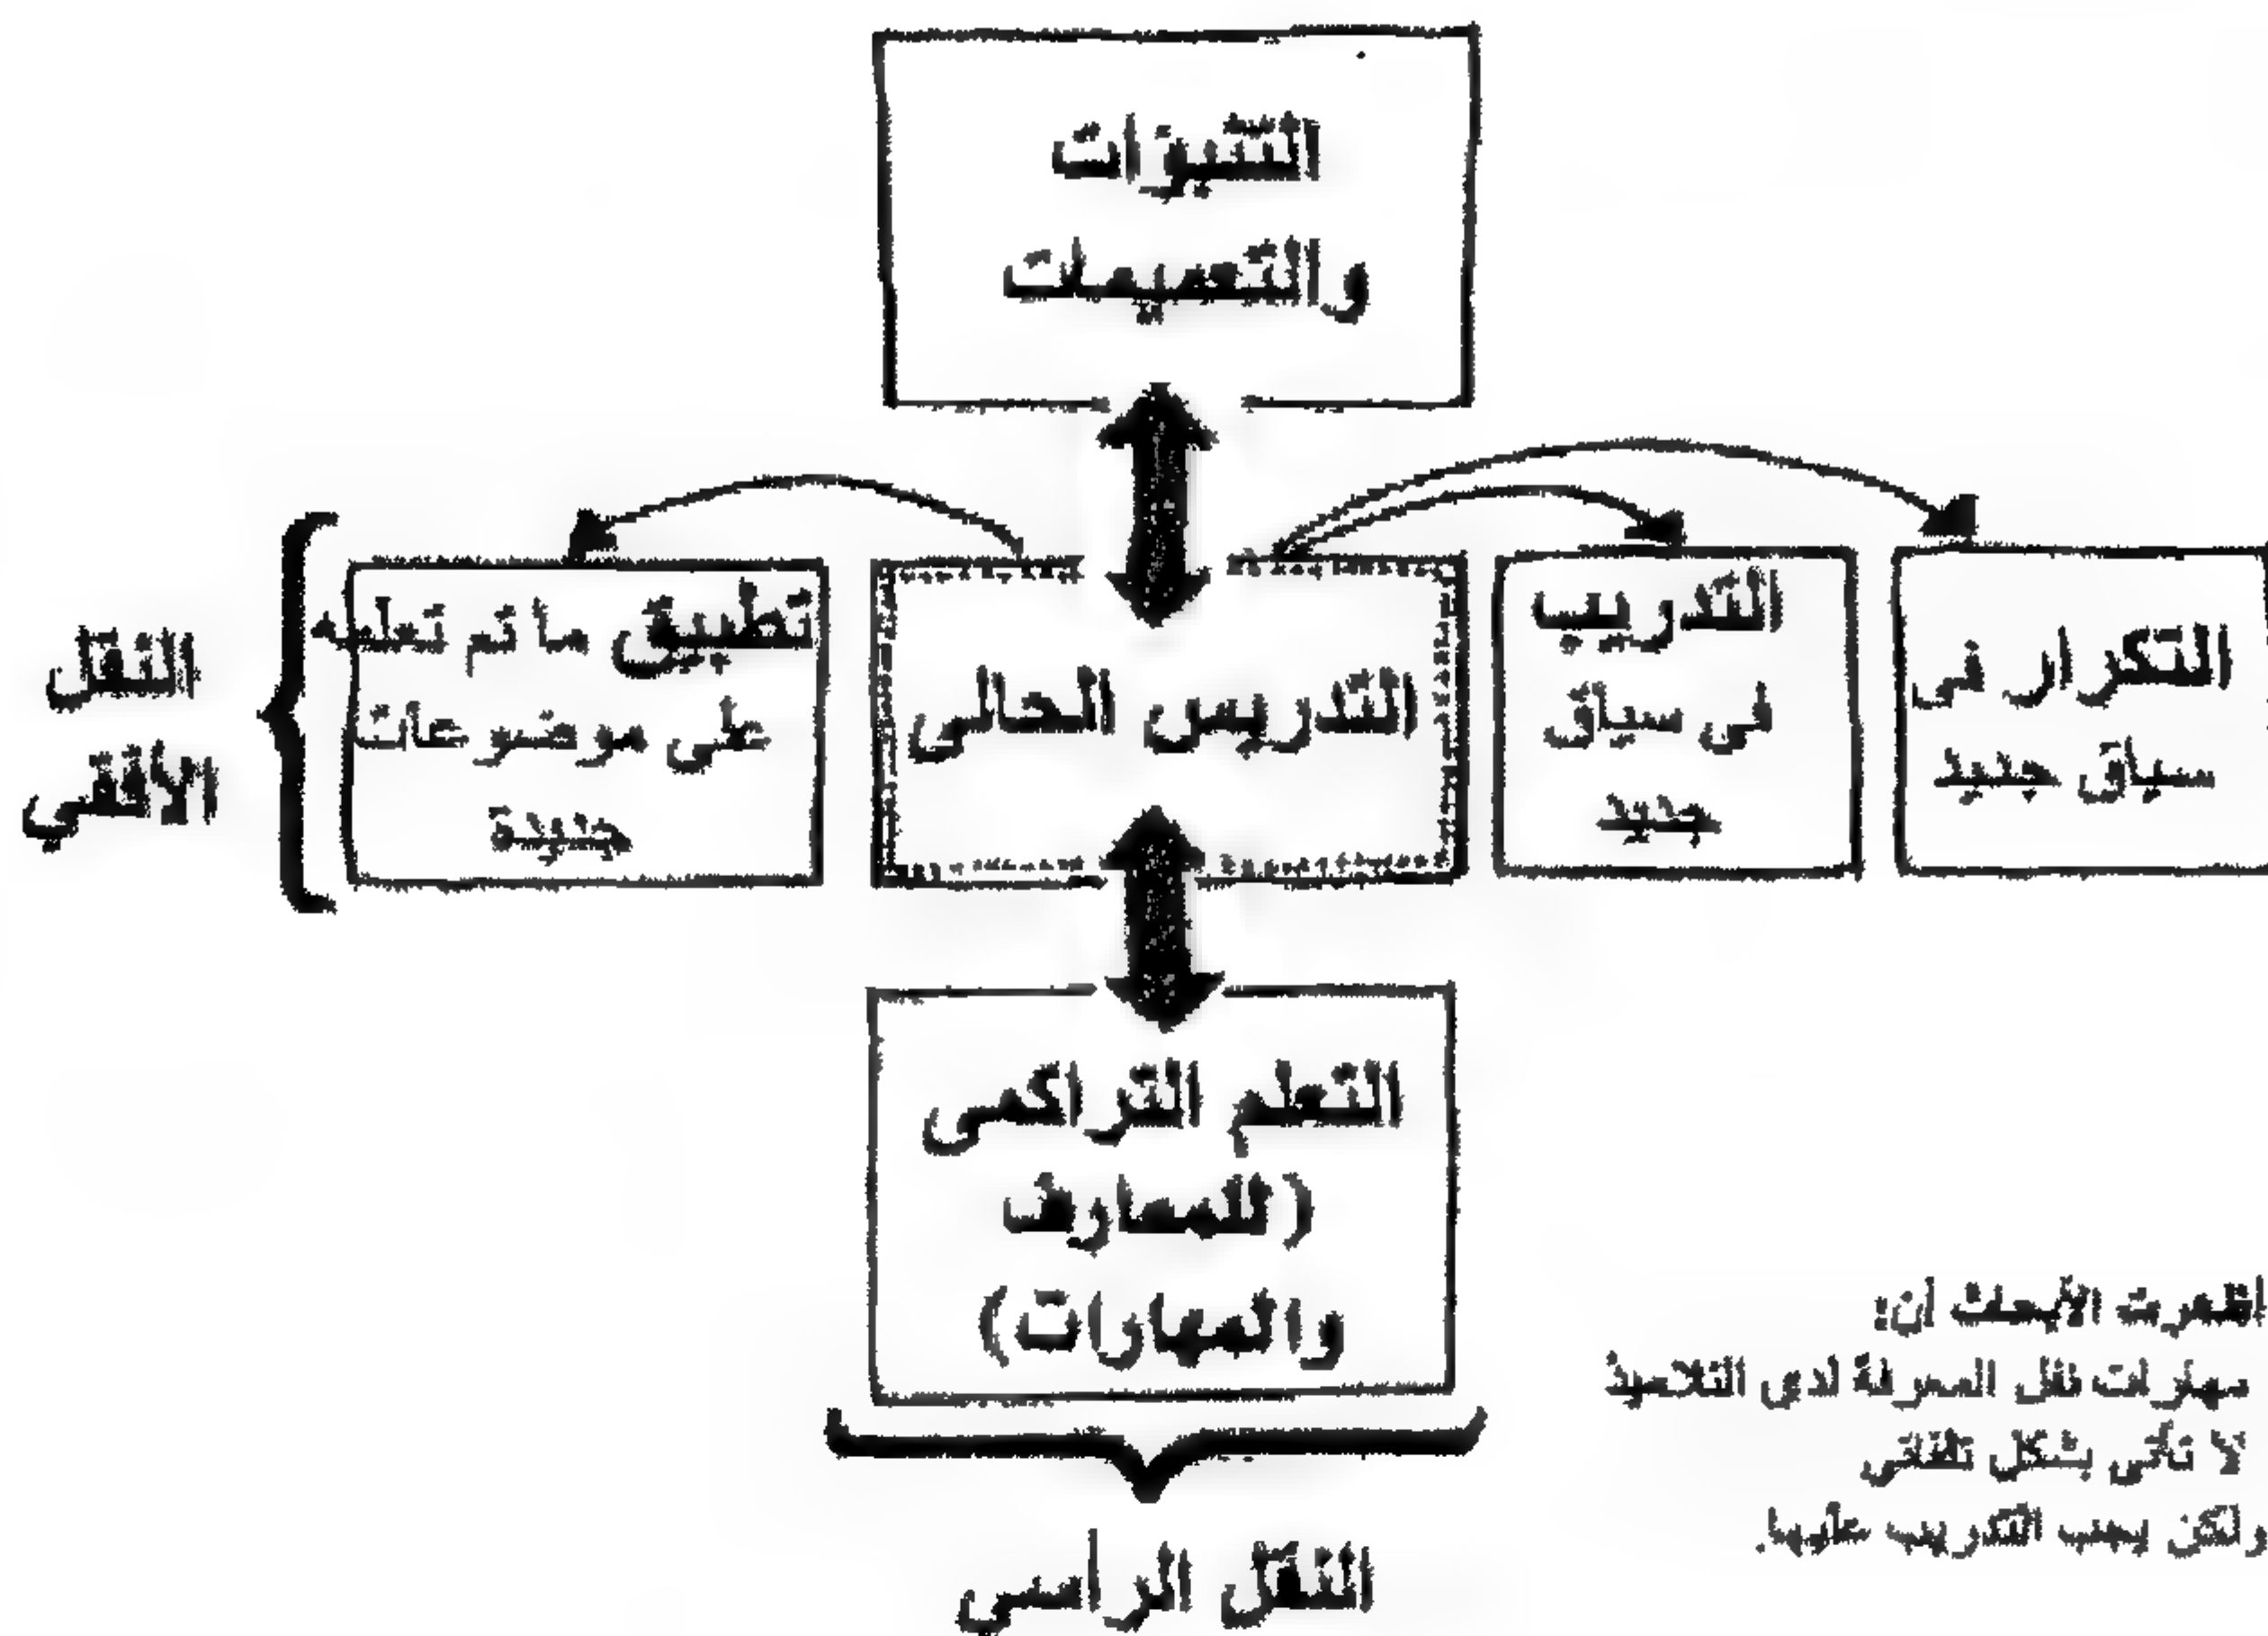 التنبؤات
والتعميمات
التكرار فى
سياق جديد
التدريب
فى سياق
جديد
التدريس الحالى
تطبيق ما تم تعلمه
على موضوعات
جديدة
النقل
الأفقي
التعلم التراكمى
(للمعارف
والمهارات)
النقل الرأسي
أظهرت الأبحاث أن:
مهارات نقل المعرفة لدى التلاميذ
لا تأتى بشكل تلقائى
ولكن يجب التدريب عليها.